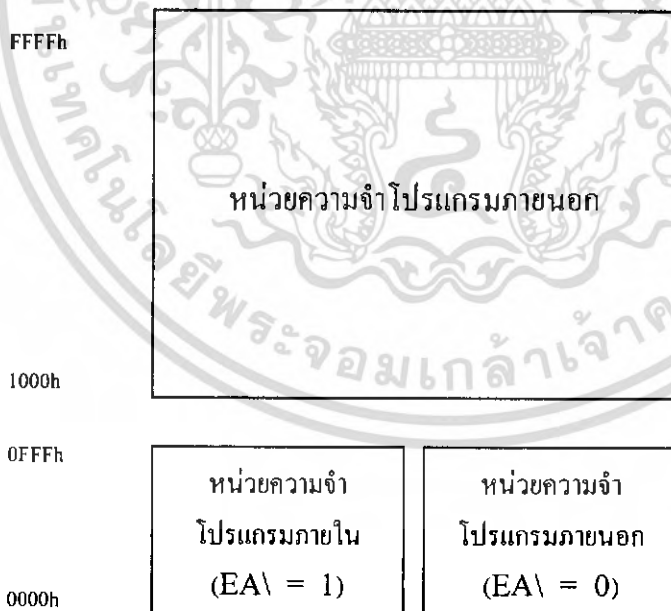 FFFFh
หน่วยความจำโปรแกรมภายนอก
1000h
0FFFh
หน่วยความจำ
โปรแกรมภายใน
(EA\ = 1)
หน่วยความจำ
โปรแกรมภายนอก
(EA\ = 0)
0000h